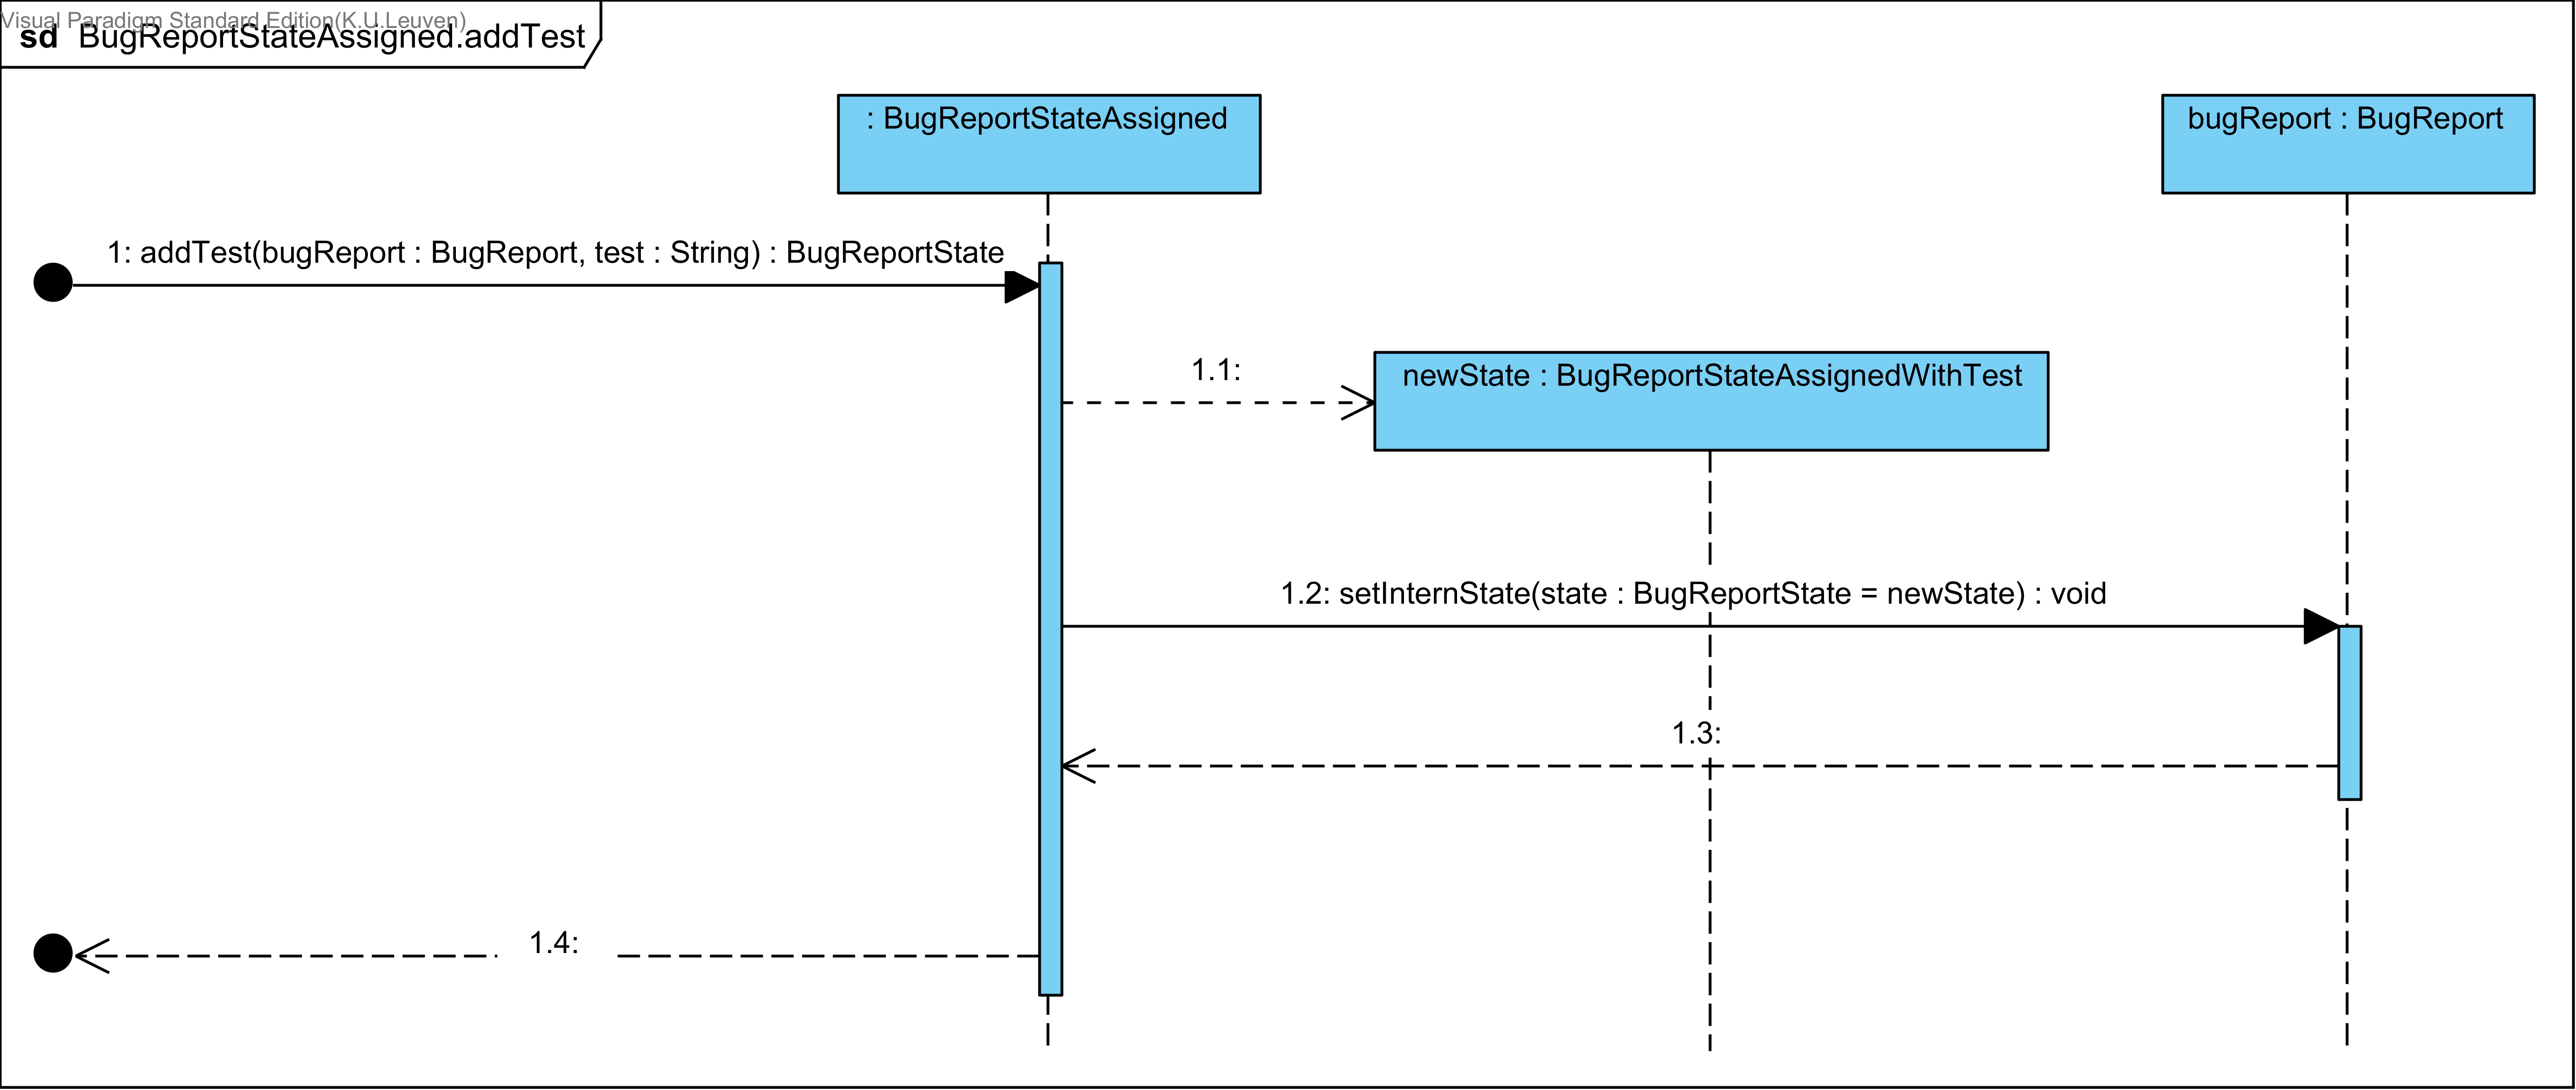 Visual Paradigm Standard Edition(K.U.Leuven)
sd BugReportStateAssigned.addTest
: BugReportStateAssigned
bugReport : BugReport
1: addTest(bugReport : BugReport, test : String) : BugReportState
1.1:
newState : BugReportStateAssignedWithTest
1.2: setInternState(state : BugReportState = newState) : void
1.3:
1.4: